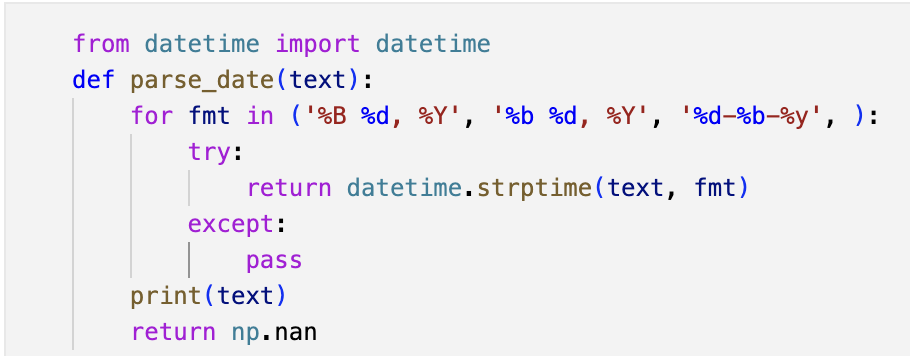 from datetime import datetime
def parse_date(text):
    for fmt in ('%B %d, %Y', '%b %d, %Y', '%d-%b-%y', ):
        try:
            return datetime.strptime(text, fmt)
        except:
            pass
    print(text)
    return np.nan